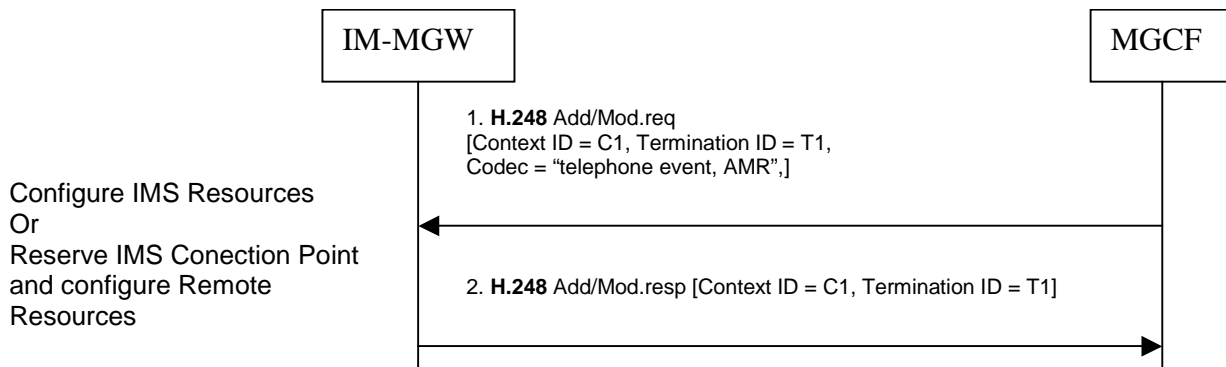 IM-MGW
MGCF
1. H.248 Add/Mod.req
[Context ID = C1, Termination ID = T1,
Codec = “telephone event, AMR”,]
Configure IMS Resources
Or
Reserve IMS Conection Point
and configure Remote
Resources
2. H.248 Add/Mod.resp [Context ID = C1, Termination ID = T1]